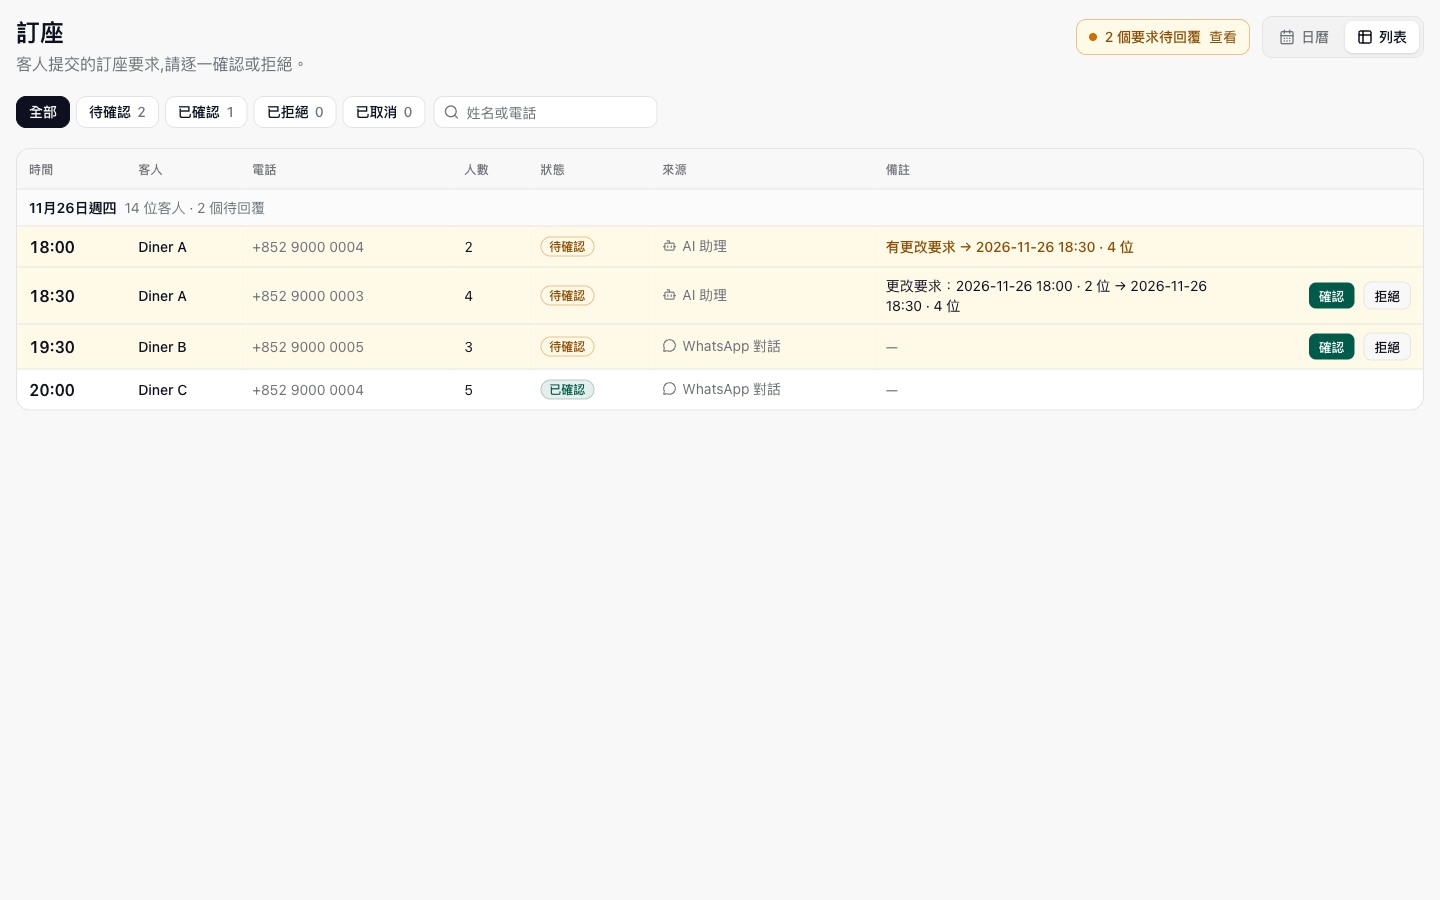 訂座
客人提交的訂座要求,請逐一確認或拒絕。
2 個要求待回覆 查看
日曆
列表
全部
待確認 2
已確認 1
已拒絕 0
已取消 0
姓名或電話
時間 客人 電話 人數 狀態 來源 備註
11月26日週四 14 位客人 · 2 個待回覆
18:00 Diner A +852 9000 0004 2 待確認 AI 助理 有更改要求 → 2026-11-26 18:30 · 4 位
18:30 Diner A +852 9000 0003 4 待確認 AI 助理 更改要求：2026-11-26 18:00 · 2 位 → 2026-11-26
18:30 · 4 位
確認 拒絕
19:30 Diner B +852 9000 0005 3 待確認 WhatsApp 對話 — 確認 拒絕
20:00 Diner C +852 9000 0004 5 已確認 WhatsApp 對話 —